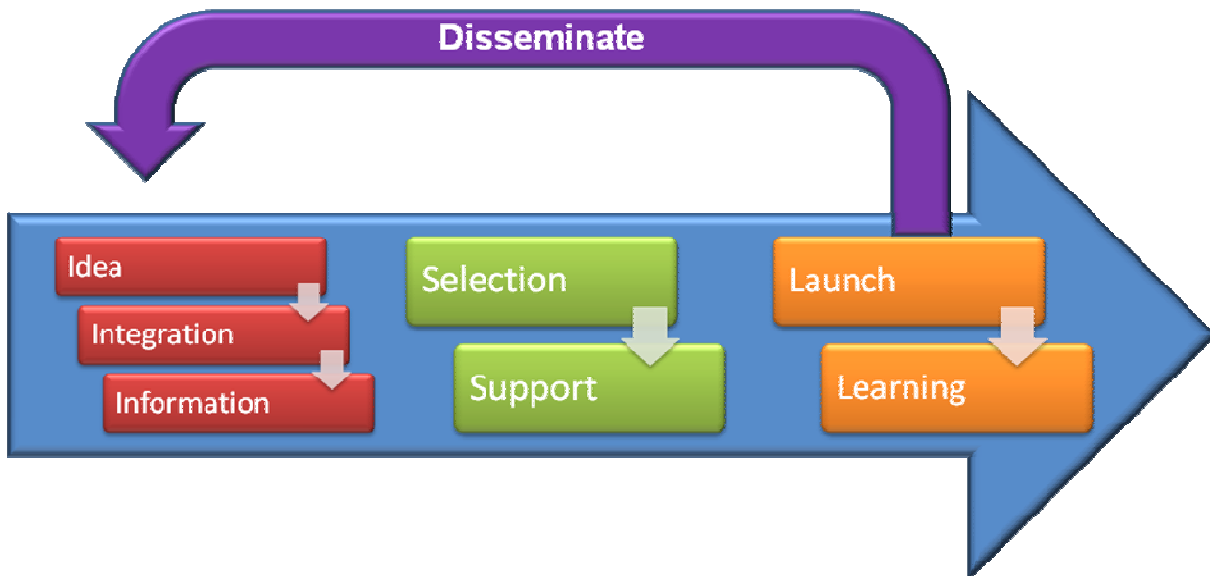 Disseminate
Idea
Integration
Information
Selection
Support
Launch
Learning